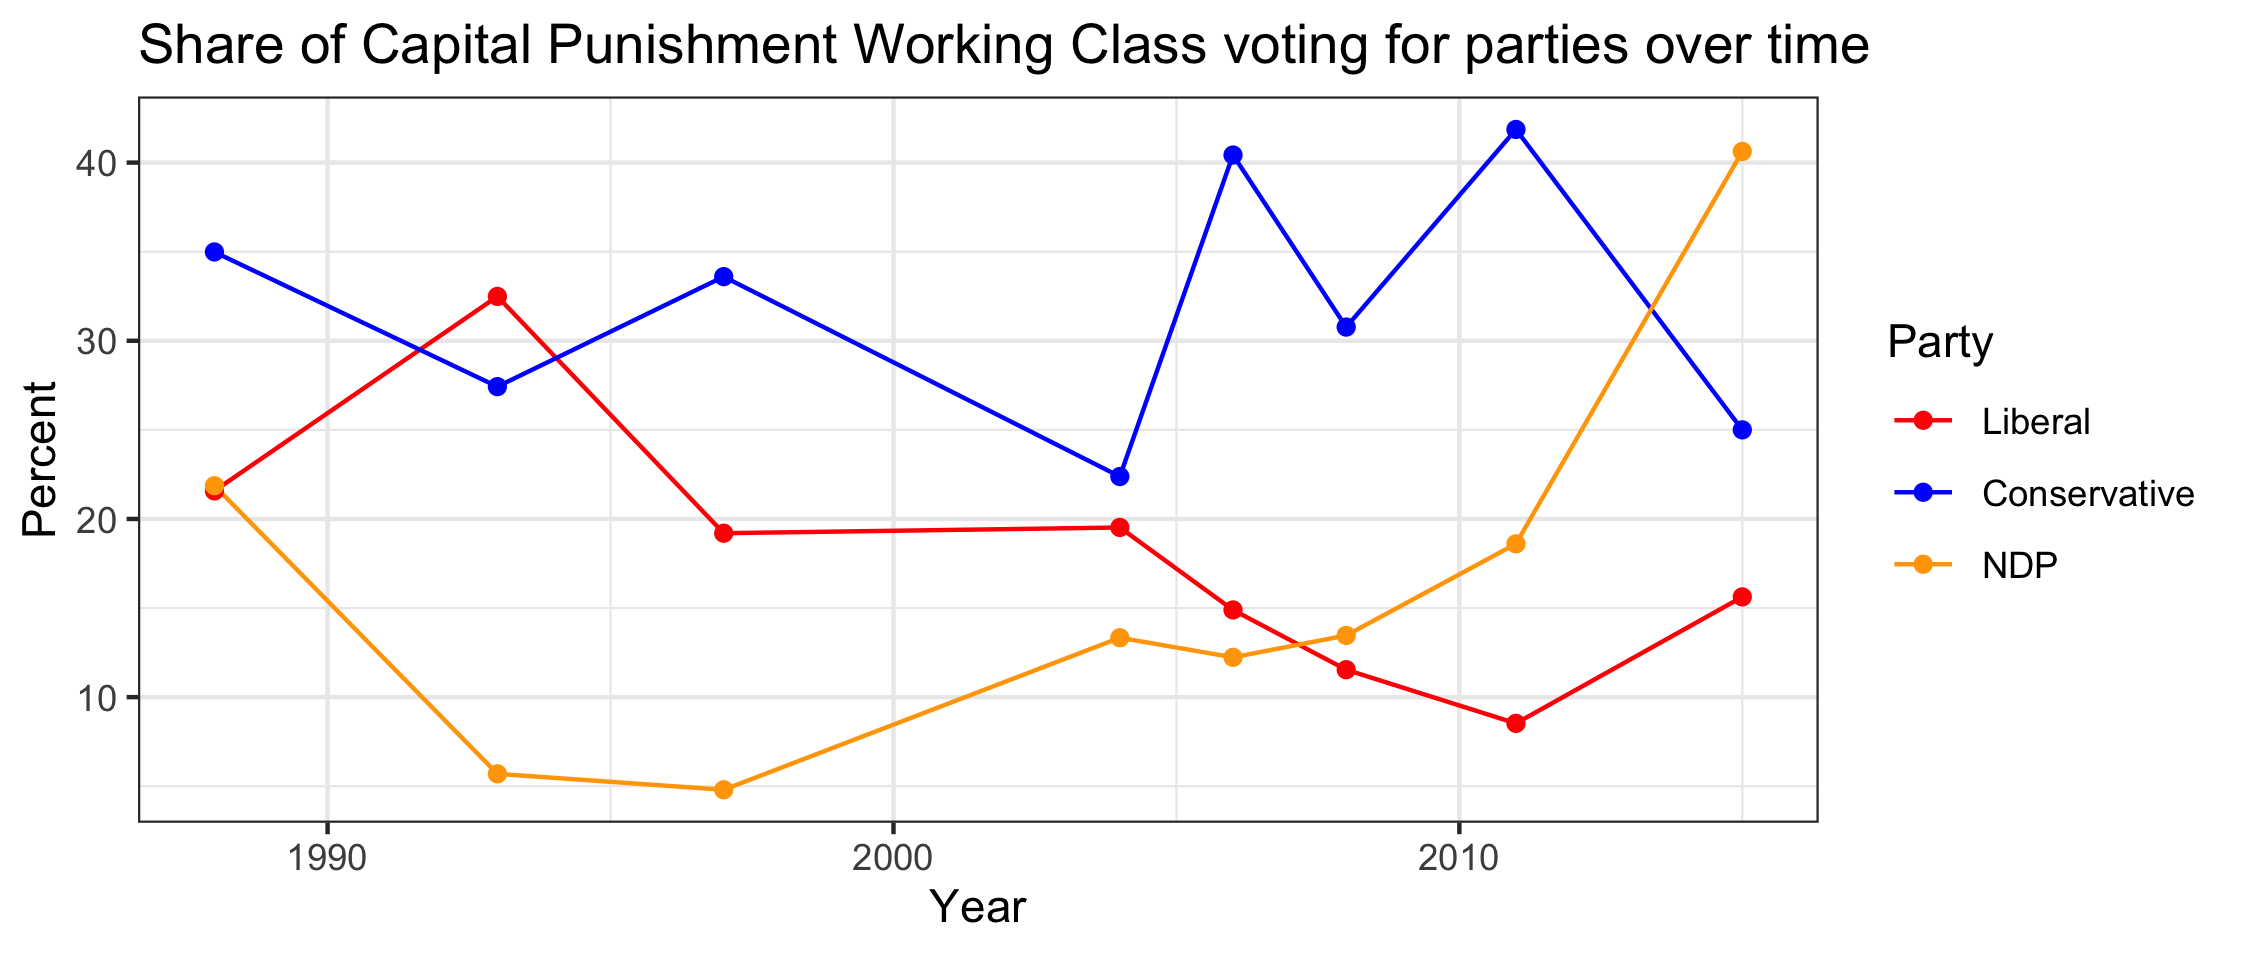 Share of Capital Punishment Working Class voting for parties over time
Percent
40
30
20
10
1990
2000
2010
Year
Party
Liberal
Conservative
NDP